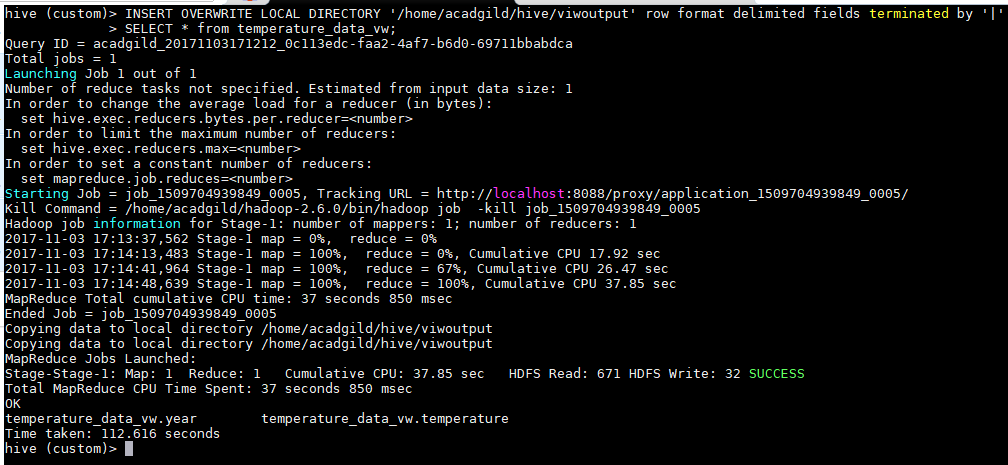 hive (custom)> INSERT OVERWRITE LOCAL DIRECTORY '/home/acadgild/hive/viwoutput' row format delimited fields terminated by '|'
> SELECT * from temperature_data_vw;
Query ID = acadgild_20171103171212_0c113edc-faa2-4af7-b6d0-69711bbabdca
Total jobs = 1
Launching Job 1 out of 1
Number of reduce tasks not specified. Estimated from input data size: 1
In order to change the average load for a reducer (in bytes):
  set hive.exec.reducers.bytes.per.reducer=<number>
In order to limit the maximum number of reducers:
  set hive.exec.reducers.max=<number>
In order to set a constant number of reducers:
  set mapreduce.job.reduces=<number>
Starting Job = job_1509704939849_0005, Tracking URL = http://localhost:8088/proxy/application_1509704939849_0005/
Kill Command = /home/acadgild/hadoop-2.6.0/bin/hadoop job  -kill job_1509704939849_0005
Hadoop job information for Stage-1: number of mappers: 1; number of reducers: 1
2017-11-03 17:13:37,562 Stage-1 map = 0%,  reduce = 0%
2017-11-03 17:14:13,483 Stage-1 map = 100%,  reduce = 0%, Cumulative CPU 17.92 sec
2017-11-03 17:14:41,964 Stage-1 map = 100%,  reduce = 67%, Cumulative CPU 26.47 sec
2017-11-03 17:14:48,639 Stage-1 map = 100%,  reduce = 100%, Cumulative CPU 37.85 sec
MapReduce Total cumulative CPU time: 37 seconds 850 msec
Ended Job = job_1509704939849_0005
Copying data to local directory /home/acadgild/hive/viwoutput
Copying data to local directory /home/acadgild/hive/viwoutput
MapReduce Jobs Launched:
Stage-Stage-1: Map: 1  Reduce: 1   Cumulative CPU: 37.85 sec   HDFS Read: 671 HDFS Write: 32 SUCCESS
Total MapReduce CPU Time Spent: 37 seconds 850 msec
OK
temperature_data_vw.year        temperature_data_vw.temperature
Time taken: 112.616 seconds
hive (custom)>